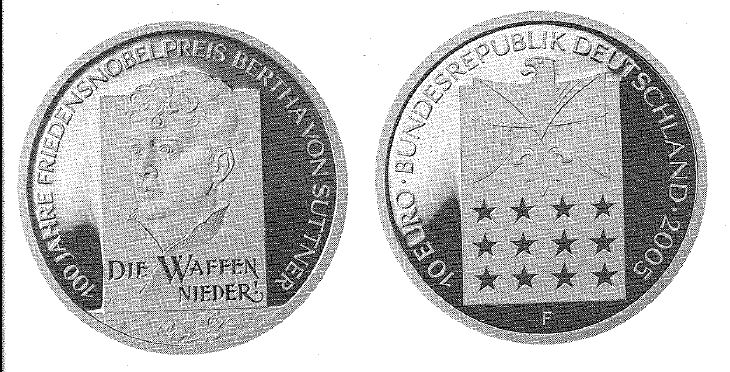 100 JAHRE FRIEDENSNOBELPREIS BERTHA VON SUTTNER
DIE WAFFEN
NIEDER!
10 EURO · BUNDESREPUBLIK DEUTSCHLAND · 2005
F